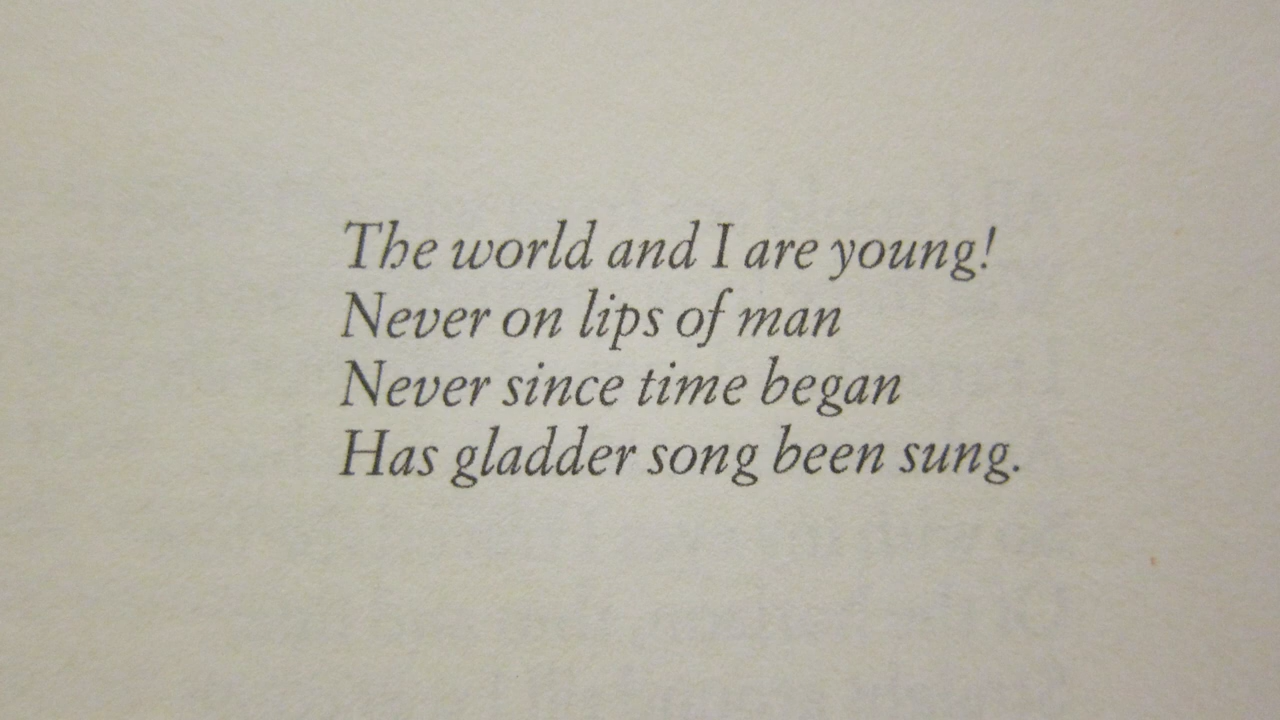 The world and I are young!
Never on lips of man
Never since time began
Has gladder song been sung.